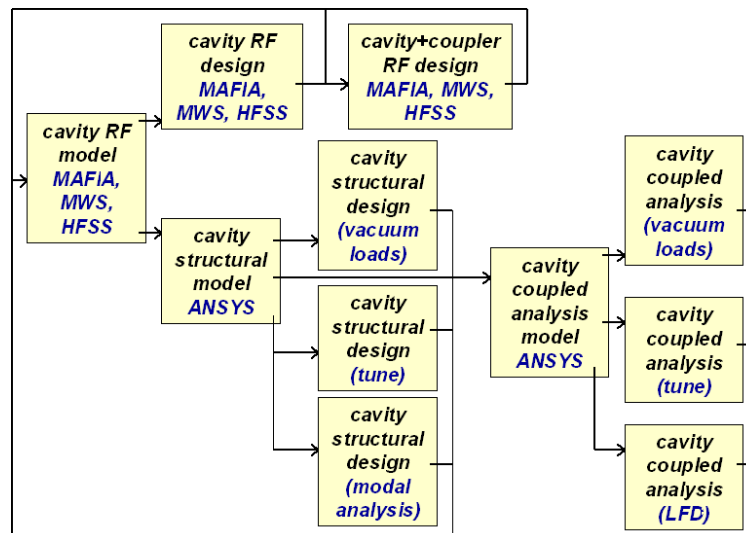 cavity RF
design
MAFIA,
MWS, HFSS
cavity+coupler
RF design
MAFIA, MWS,
HFSS
cavity RF
model
MAFIA,
MWS,
HFSS
cavity
structural
design
(vacuum
loads)
cavity
coupled
analysis
(vacuum
loads)
cavity
structural
model
ANSYS
cavity
coupled
analysis
model
ANSYS
cavity
structural
design
(tune)
cavity
coupled
analysis
(tune)
cavity
structural
design
(modal
analysis)
cavity
coupled
analysis
(LFD)